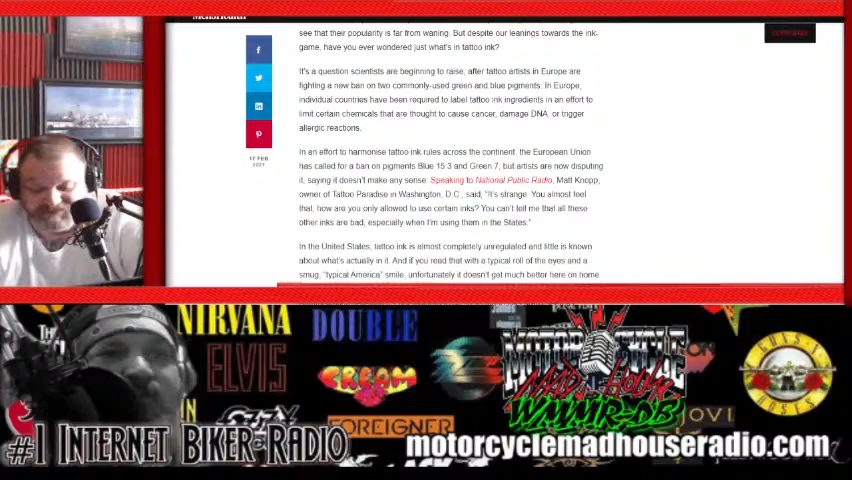 see that their popularity is far from waning. But despite our leanings towards the ink-
game, have you ever wondered just what's in tattoo ink?
It's a question scientists are beginning to raise, after tattoo artists in Europe are
fighting a new ban on two commonly-used green and blue pigments. In Europe,
individual countries have been required to label tattoo ink ingredients in an effort to
limit certain chemicals that are thought to cause cancer, damage DNA, or trigger
allergic reactions.
17 FEB
2021
In an effort to harmonise tattoo ink rules across the continent, the European Union
has called for a ban on pigments Blue 15:3 and Green 7, but artists are now disputing
it, saying it doesn't make any sense. Speaking to National Public Radio, Matt Knopp,
owner of Tattoo Paradise in Washington, D.C., said, "It's strange. You almost feel
that, how are you only allowed to use certain inks? You can't tell me that all these
other inks are bad, especially when I'm using them in the States."
In the United States, tattoo ink is almost completely unregulated and little is known
about what's actually in it. And if you read that with a typical roll of the eyes and a
smug, "typical America" smile, unfortunately it doesn't get much better here on home
NIRVANA
DOUBLE
ELVIS
CREAM
FOREIGNER
MOTORCYCLE
MAD HOUSE
WMMR-DB
GUNS N' ROSES
#1 INTERNET BIKER RADIO
motorcyclemadhouseradio.com